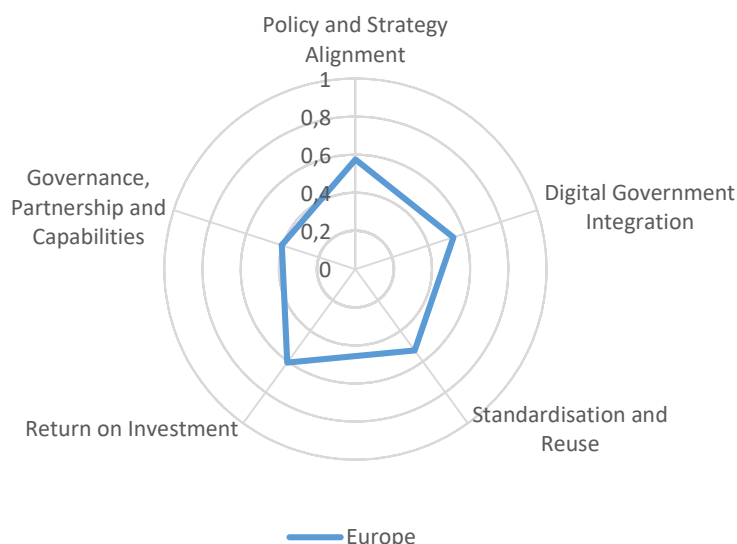 Policy and Strategy
Alignment
1
0,8
0,6
0,4
0,2
0
Digital Government
Integration
Standardisation and
Reuse
Return on Investment
Governance,
Partnership and
Capabilities
Europe